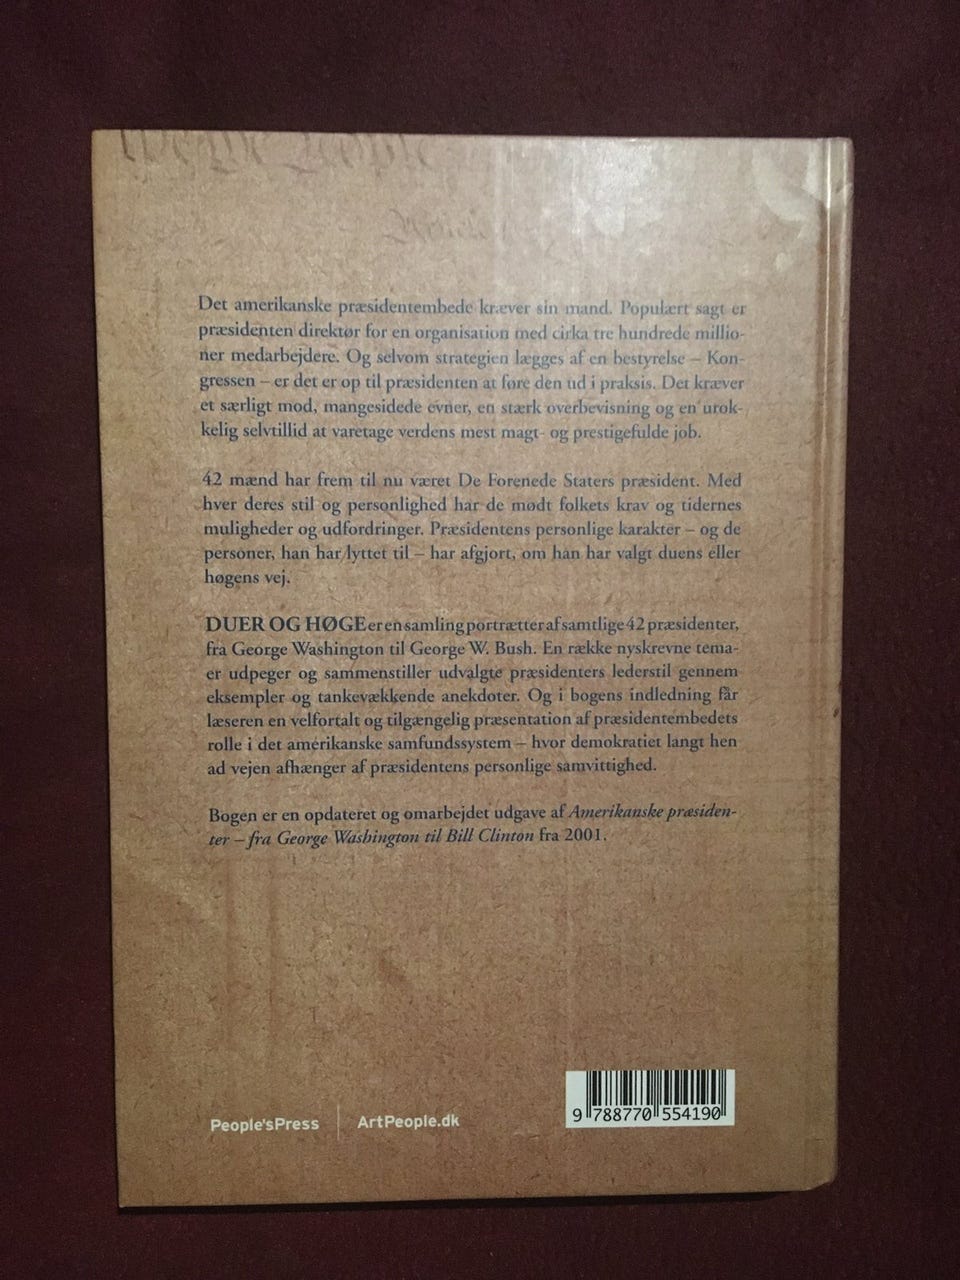 Det amerikanske præsidentembede kræver sin mand. Populært sagt er
præsidenten direktør for en organisation med cirka tre hundrede millio-
ner medarbejdere. Og selvom strategien lægges af en bestyrelse – Kon-
gressen – er det er op til præsidenten at føre den ud i praksis. Det kræver
et særligt mod, mangesidede evner, en stærk overbevisning og en urok-
kelig selvtillid at varetage verdens mest magt- og prestigefulde job.
42 mænd har frem til nu været De Forenede Staters præsident. Med
hver deres stil og personlighed har de mødt folkets krav og tidernes
muligheder og udfordringer. Præsidentens personlige karakter – og de
personer, han har lyttet til – har afgjort, om han har valgt duens eller
høgens vej.
DUER OG HØGE er en samling portrætter af samtlige 42 præsidenter,
fra George Washington til George W. Bush. En række nyskrevne tema-
er udpeger og sammenstiller udvalgte præsidenters lederstil gennem
eksempler og tankevækkende anekdoter. Og i bogens indledning får
læseren en velfortalt og tilgængelig præsentation af præsidentembedets
rolle i det amerikanske samfundssystem – hvor demokratiet langt hen
ad vejen afhænger af præsidentens personlige samvittighed.
Bogen er en opdateret og omarbejdet udgave af Amerikanske præsiden-
ter – fra George Washington til Bill Clinton fra 2001.
People'sPress
ArtPeople.dk
9 788770 554190